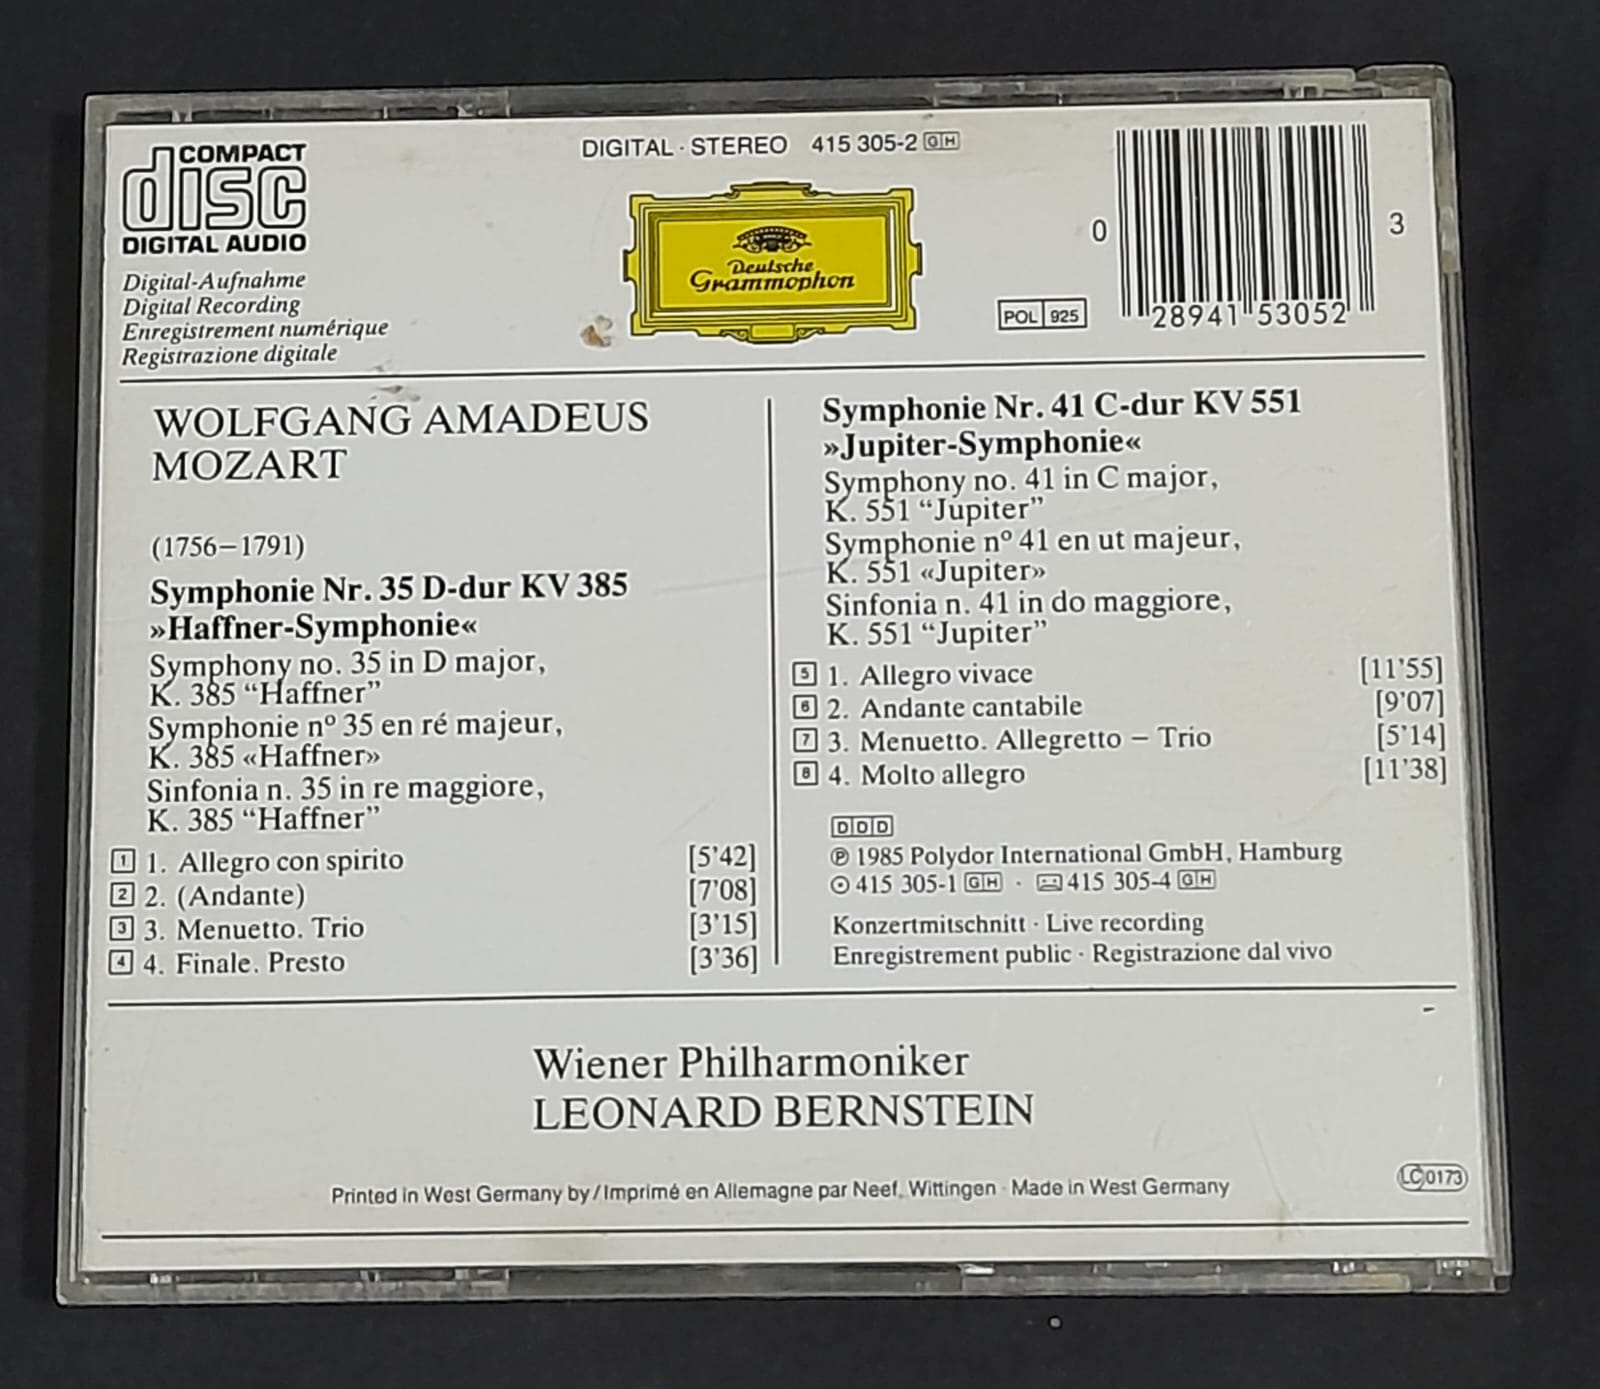 COMPACT
disc
DIGITAL AUDIO
Digital-Aufnahme
Digital Recording
Enregistrement numérique
Registrazione digitale
DIGITAL · STEREO 415 305-2 GH
Deutsche
Grammophon
POL 925
0 28941 53052 3
WOLFGANG AMADEUS
MOZART
(1756–1791)
Symphonie Nr. 35 D-dur KV 385
»Haffner-Symphonie«
Symphony no. 35 in D major,
K. 385 “Haffner”
Symphonie nº 35 en ré majeur,
K. 385 «Haffner»
Sinfonia n. 35 in re maggiore,
K. 385 “Haffner”
1 1. Allegro con spirito [5'42]
2 2. (Andante) [7'08]
3 3. Menuetto. Trio [3'15]
4 4. Finale. Presto [3'36]
Symphonie Nr. 41 C-dur KV 551
»Jupiter-Symphonie«
Symphony no. 41 in C major,
K. 551 “Jupiter”
Symphonie nº 41 en ut majeur,
K. 551 «Jupiter»
Sinfonia n. 41 in do maggiore,
K. 551 “Jupiter”
5 1. Allegro vivace [11'55]
6 2. Andante cantabile [9'07]
7 3. Menuetto. Allegretto – Trio [5'14]
8 4. Molto allegro [11'38]
DDD
℗ 1985 Polydor International GmbH, Hamburg
415 305-1 GH · 415 305-4 GH
Konzertmitschnitt · Live recording
Enregistrement public · Registrazione dal vivo
Wiener Philharmoniker
LEONARD BERNSTEIN
Printed in West Germany by / Imprimé en Allemagne par Neef, Wittingen · Made in West Germany
LC 0173